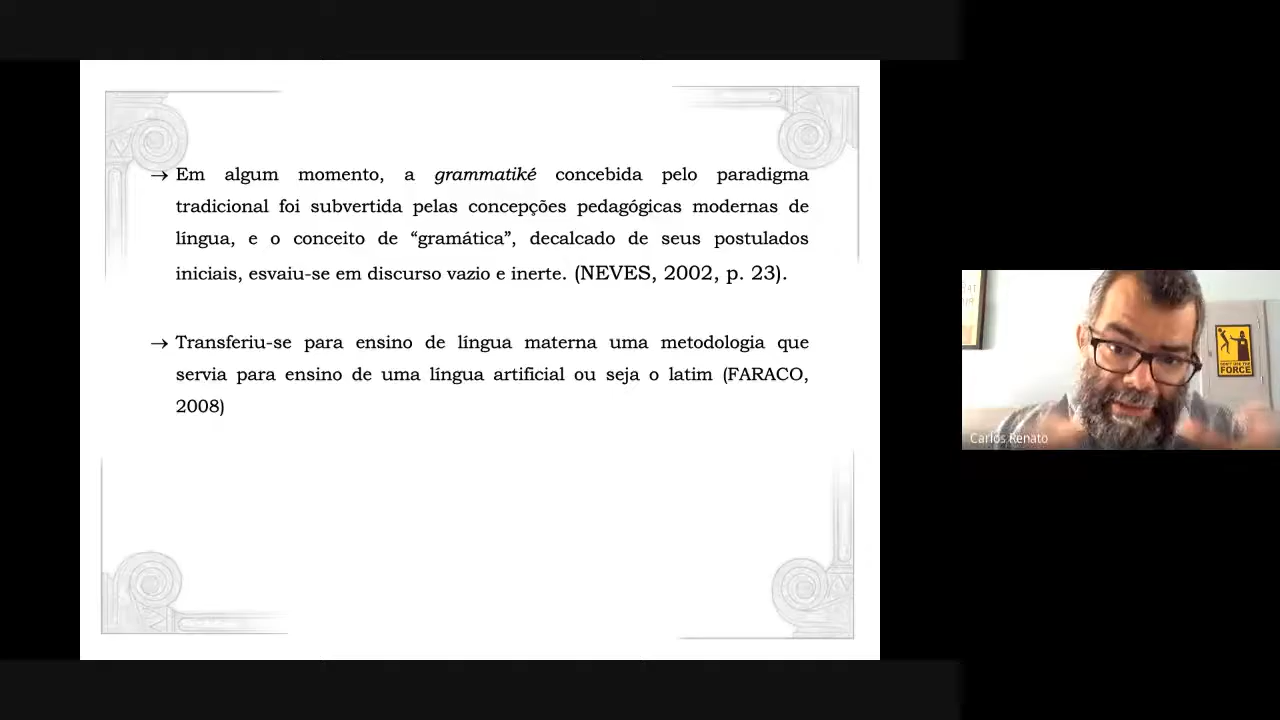 → Em algum momento, a grammatiké concebida pelo paradigma
tradicional foi subvertida pelas concepções pedagógicas modernas de
língua, e o conceito de “gramática”, decalcado de seus postulados
iniciais, esvaiu-se em discurso vazio e inerte. (NEVES, 2002, p. 23).
→ Transferiu-se para ensino de língua materna uma metodologia que
servia para ensino de uma língua artificial ou seja o latim (FARACO,
2008)
FORCE
Carlos Renato